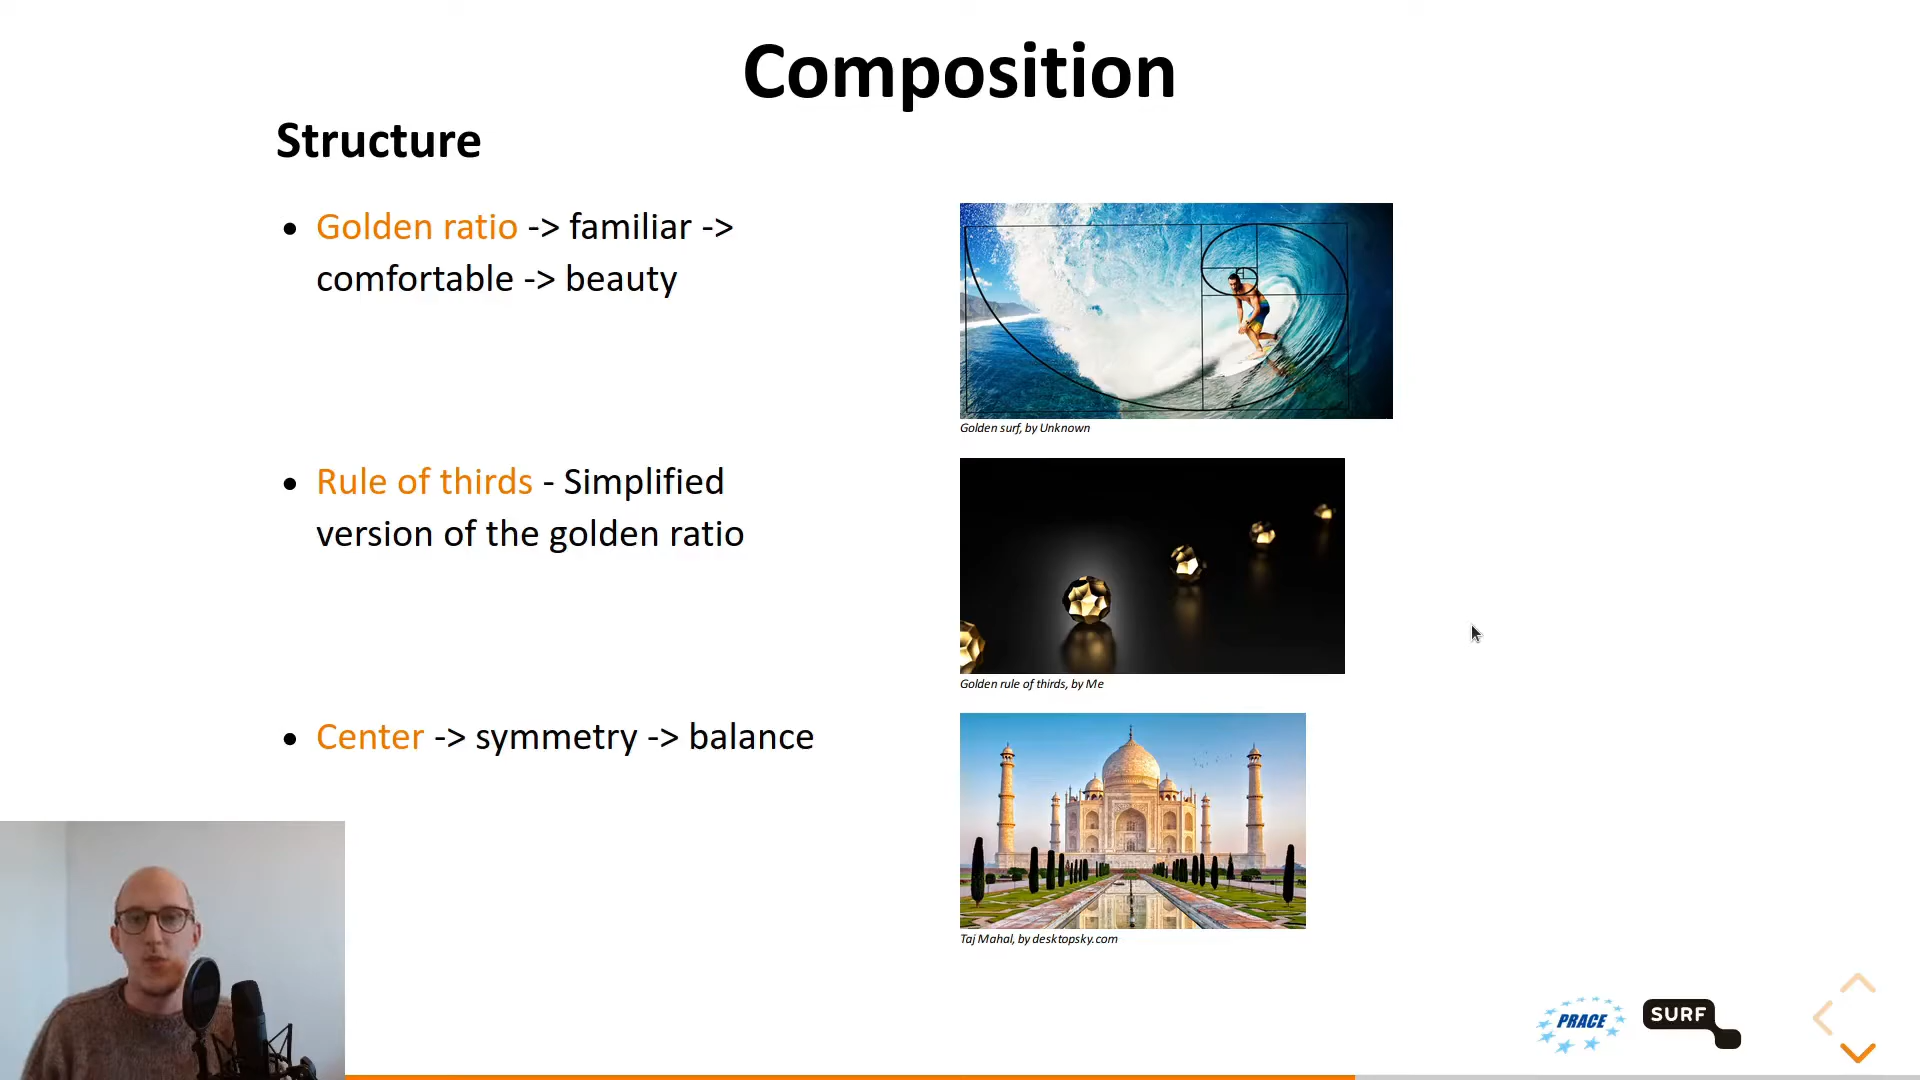 Composition
Structure
• Golden ratio -> familiar ->
comfortable -> beauty
Golden surf, by Unknown
• Rule of thirds - Simplified
version of the golden ratio
Golden rule of thirds, by Me
• Center -> symmetry -> balance
Taj Mahal, by desktopsky.com
PRACE
SURF